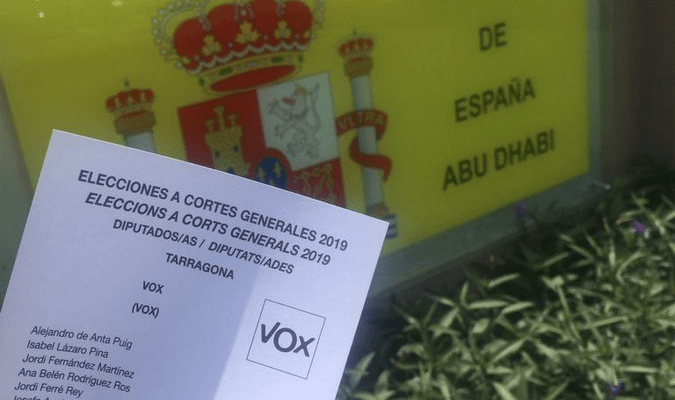 DE
ESPAÑA
ABU DHABI
ULTRA
ELECCIONES A CORTES GENERALES 2019
ELECCIONS A CORTS GENERALS 2019
DIPUTADOS/AS / DIPUTATS/ADES
TARRAGONA
VOX
(VOX)
VOX
Alejandro de Anta Puig
Isabel Lázaro Pina
Jordi Fernández Martínez
Ana Belén Rodríguez Ros
Jordi Ferré Rey